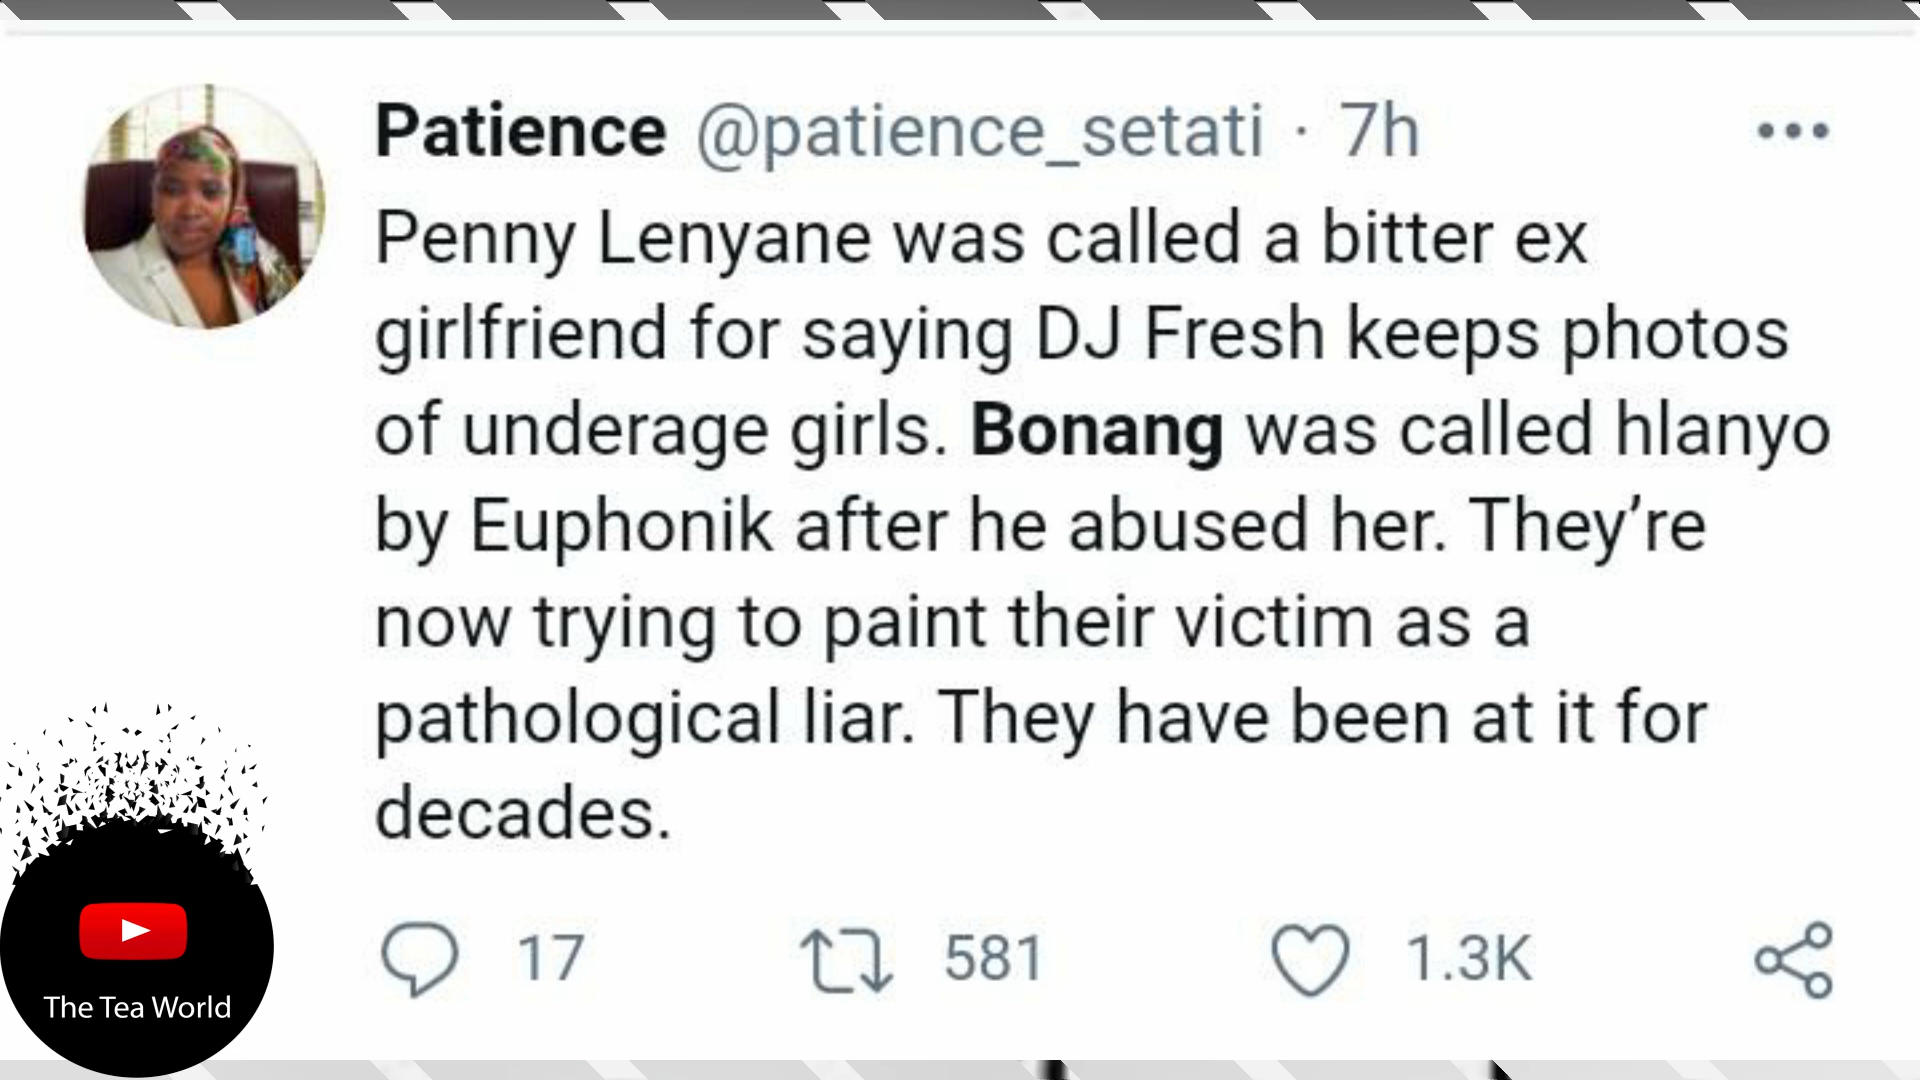 Patience @patience_setati · 7h
Penny Lenyane was called a bitter ex
girlfriend for saying DJ Fresh keeps photos
of underage girls. Bonang was called hlanyo
by Euphonik after he abused her. They’re
now trying to paint their victim as a
pathological liar. They have been at it for
decades.
17 581 1.3K
The Tea World